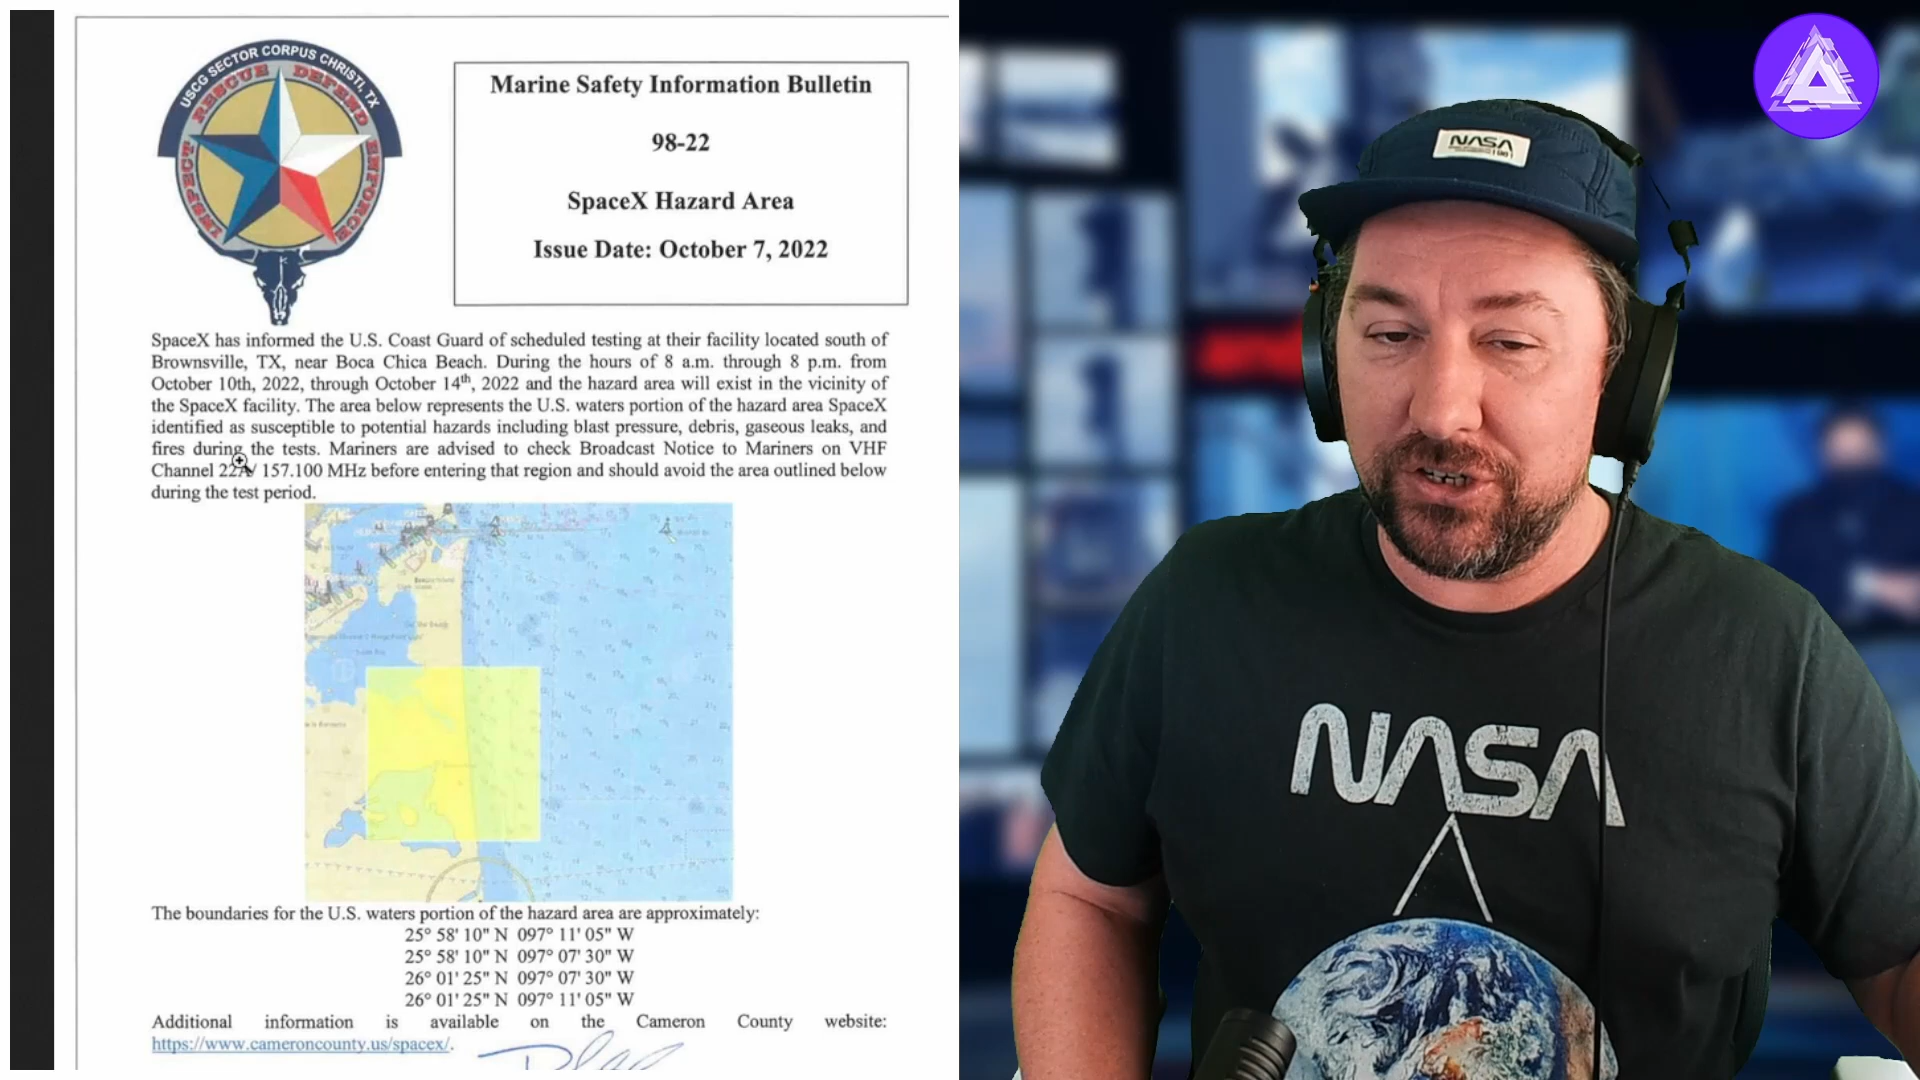 USCG SECTOR CORPUS CHRISTI, TX
RESCUE DEFEND
INSPECT ENFORCE
Marine Safety Information Bulletin
98-22
SpaceX Hazard Area
Issue Date: October 7, 2022
SpaceX has informed the U.S. Coast Guard of scheduled testing at their facility located south of
Brownsville, TX, near Boca Chica Beach. During the hours of 8 a.m. through 8 p.m. from
October 10th, 2022, through October 14th, 2022 and the hazard area will exist in the vicinity of
the SpaceX facility. The area below represents the U.S. waters portion of the hazard area SpaceX
identified as susceptible to potential hazards including blast pressure, debris, gaseous leaks, and
fires during the tests. Mariners are advised to check Broadcast Notice to Mariners on VHF
Channel 22A/ 157.100 MHz before entering that region and should avoid the area outlined below
during the test period.
The boundaries for the U.S. waters portion of the hazard area are approximately:
25° 58' 10" N 097° 11' 05" W
25° 58' 10" N 097° 07' 30" W
26° 01' 25" N 097° 07' 30" W
26° 01' 25" N 097° 11' 05" W
Additional information is available on the Cameron County website:
https://www.cameroncounty.us/spacex/.
NASA
NASA